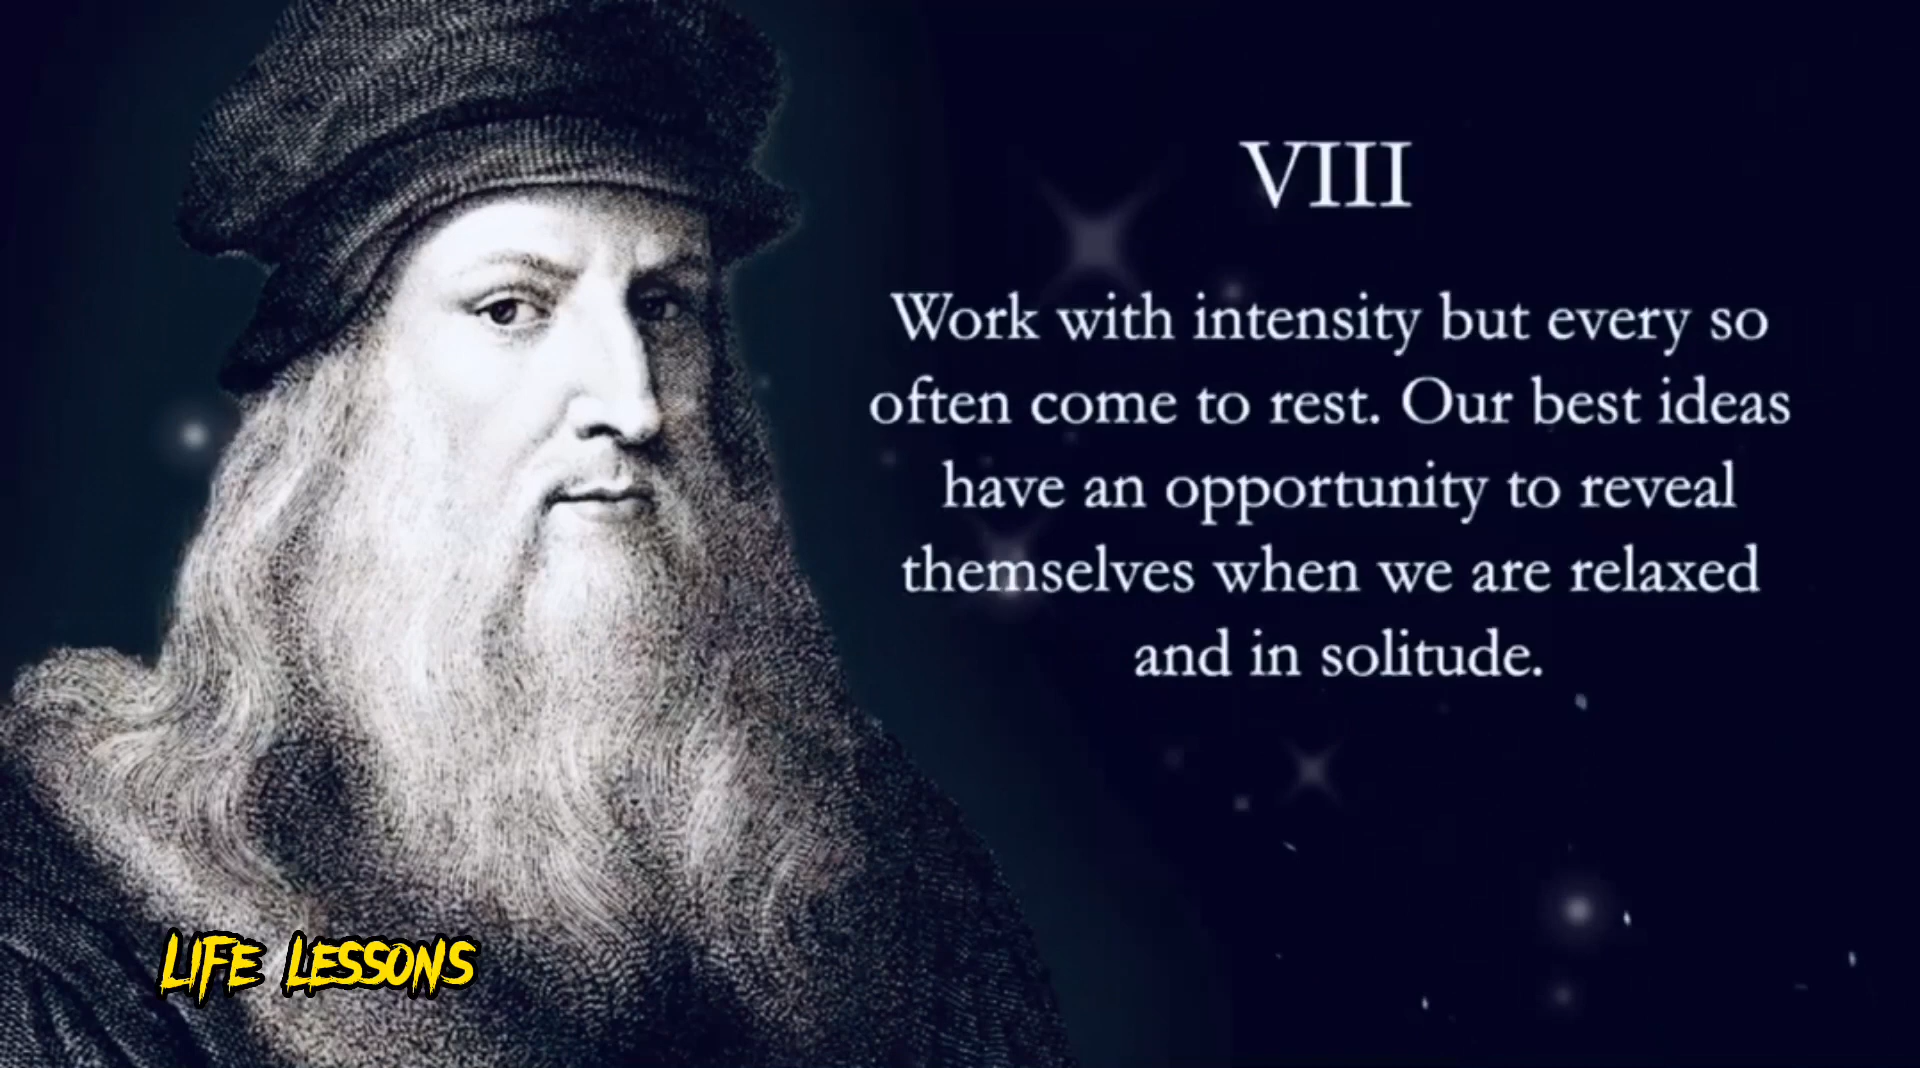 VIII
Work with intensity but every so
often come to rest. Our best ideas
have an opportunity to reveal
themselves when we are relaxed
and in solitude.
LIFE LESSONS